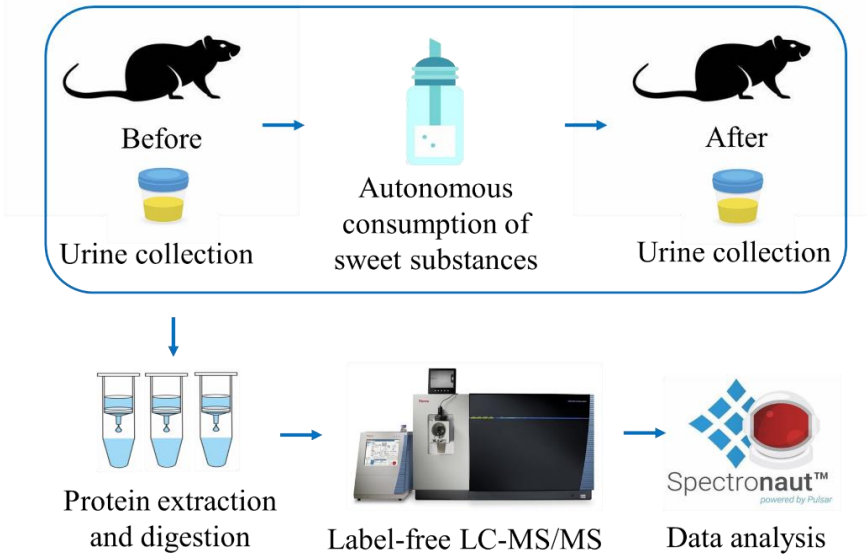 Before
Autonomous
consumption of
sweet substances
After
Urine collection
Urine collection
Protein extraction
and digestion
Label-free LC-MS/MS
Spectronaut™
powered by Pulsar
Data analysis